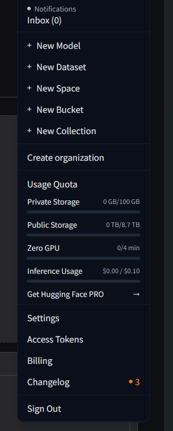 Notifications
Inbox (0)
+ New Model
+ New Dataset
+ New Space
+ New Bucket
+ New Collection
Create organization
Usage Quota
Private Storage 0 GB/100 GB
Public Storage 0 TB/8.7 TB
Zero GPU 0/4 min
Inference Usage $0.00 / $0.10
Get Hugging Face PRO →
Settings
Access Tokens
Billing
Changelog 3
Sign Out